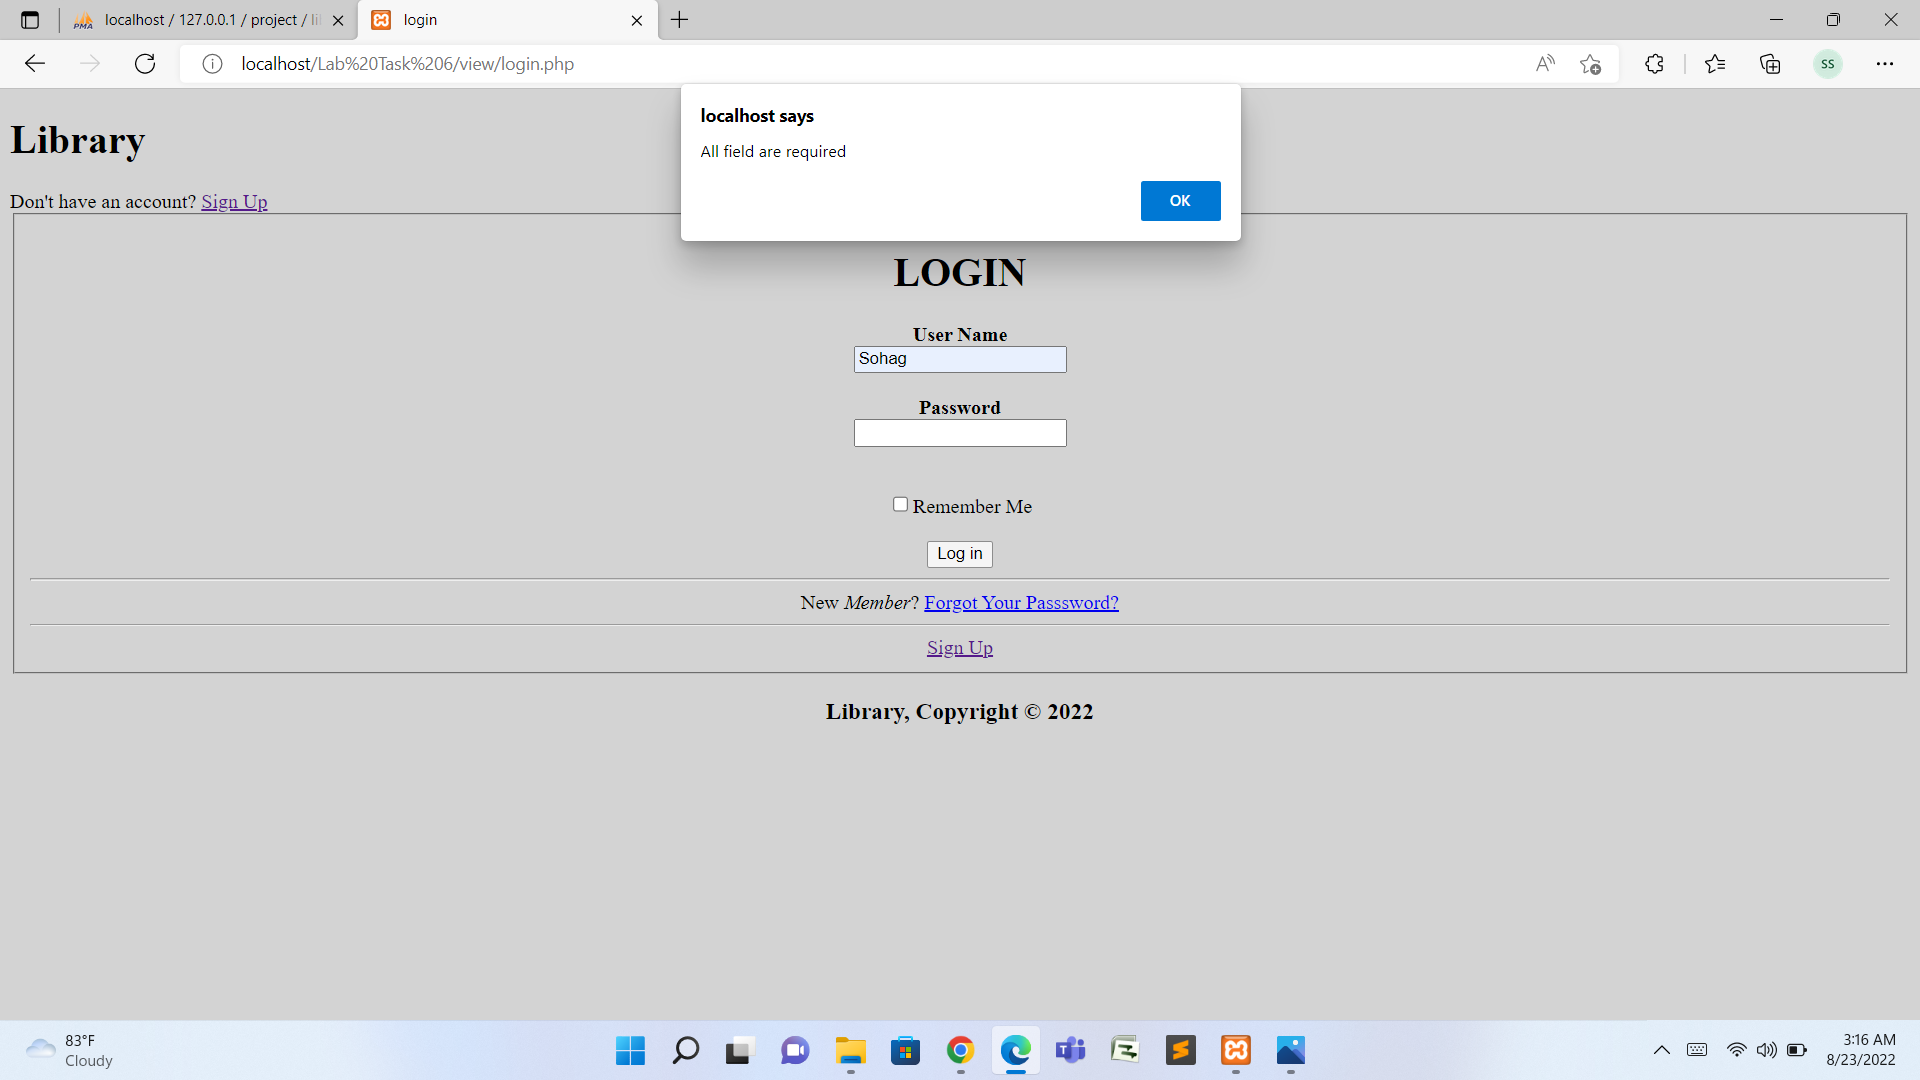 localhost / 127.0.0.1 / project / li
login
localhost/Lab%20Task%206/view/login.php
SS
localhost says
All field are required
OK
Library
Don't have an account? Sign Up
LOGIN
User Name
Sohag
Password
Remember Me
Log in
New Member? Forgot Your Passsword?
Sign Up
Library, Copyright © 2022
83°F
Cloudy
3:16 AM
8/23/2022